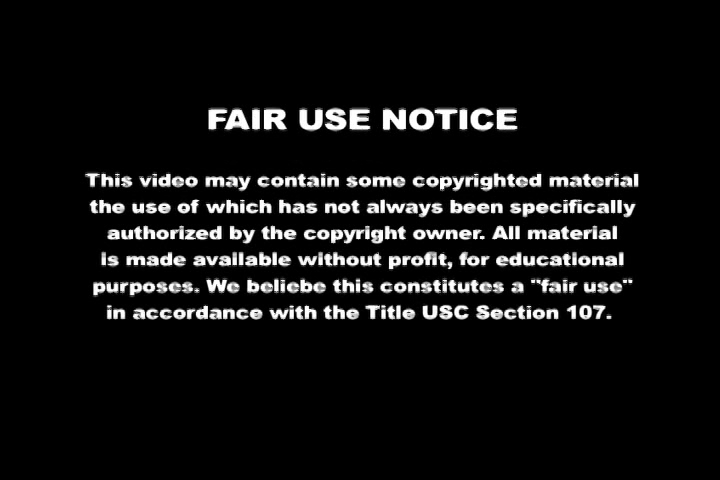 FAIR USE NOTICE
This video may contain some copyrighted material
the use of which has not always been specifically
authorized by the copyright owner. All material
is made available without profit, for educational
purposes. We beliebe this constitutes a "fair use"
in accordance with the Title USC Section 107.